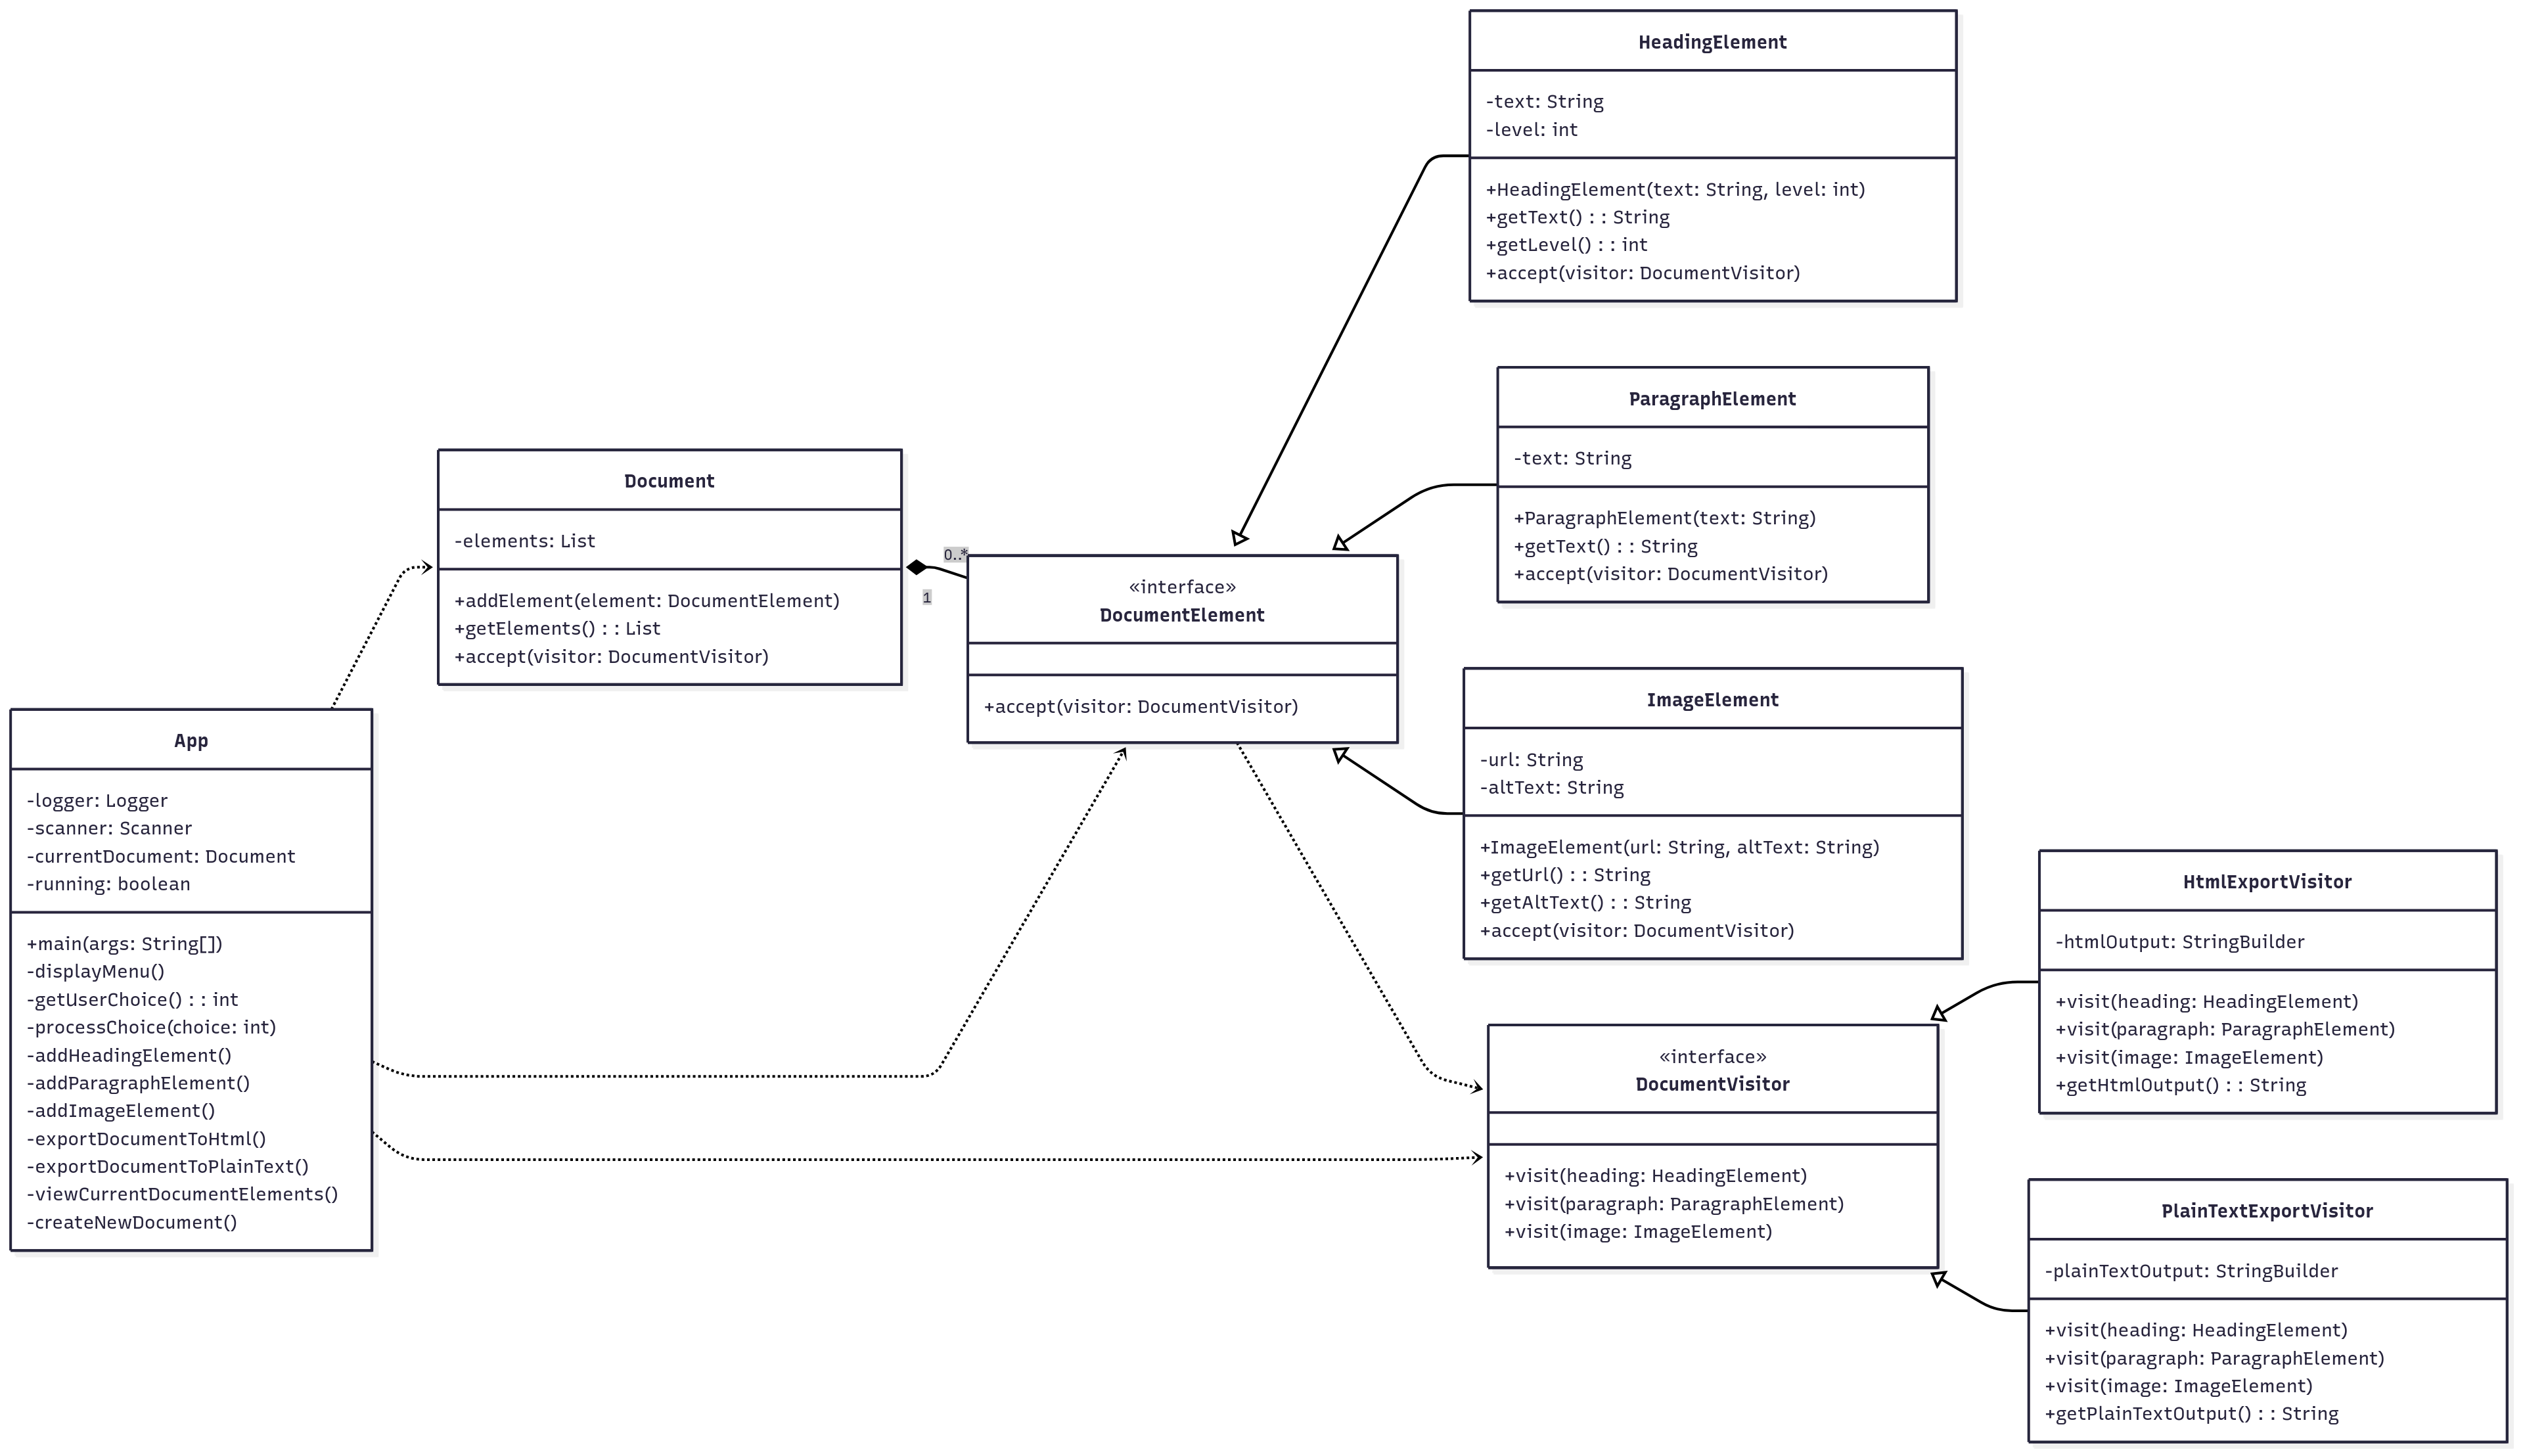 HeadingElement
-text: String
-level: int
+HeadingElement(text: String, level: int)
+getText() : : String
+getLevel() : : int
+accept(visitor: DocumentVisitor)
ParagraphElement
-text: String
+ParagraphElement(text: String)
+getText() : : String
+accept(visitor: DocumentVisitor)
Document
-elements: List
+addElement(element: DocumentElement)
+getElements() : : List
+accept(visitor: DocumentVisitor)
0..*
1
«interface»
DocumentElement
+accept(visitor: DocumentVisitor)
ImageElement
-url: String
-altText: String
+ImageElement(url: String, altText: String)
+getUrl() : : String
+getAltText() : : String
+accept(visitor: DocumentVisitor)
App
-logger: Logger
-scanner: Scanner
-currentDocument: Document
-running: boolean
+main(args: String[])
-displayMenu()
-getUserChoice() : : int
-processChoice(choice: int)
-addHeadingElement()
-addParagraphElement()
-addImageElement()
-exportDocumentToHtml()
-exportDocumentToPlainText()
-viewCurrentDocumentElements()
-createNewDocument()
HtmlExportVisitor
-htmlOutput: StringBuilder
+visit(heading: HeadingElement)
+visit(paragraph: ParagraphElement)
+visit(image: ImageElement)
+getHtmlOutput() : : String
«interface»
DocumentVisitor
+visit(heading: HeadingElement)
+visit(paragraph: ParagraphElement)
+visit(image: ImageElement)
PlainTextExportVisitor
-plainTextOutput: StringBuilder
+visit(heading: HeadingElement)
+visit(paragraph: ParagraphElement)
+visit(image: ImageElement)
+getPlainTextOutput() : : String